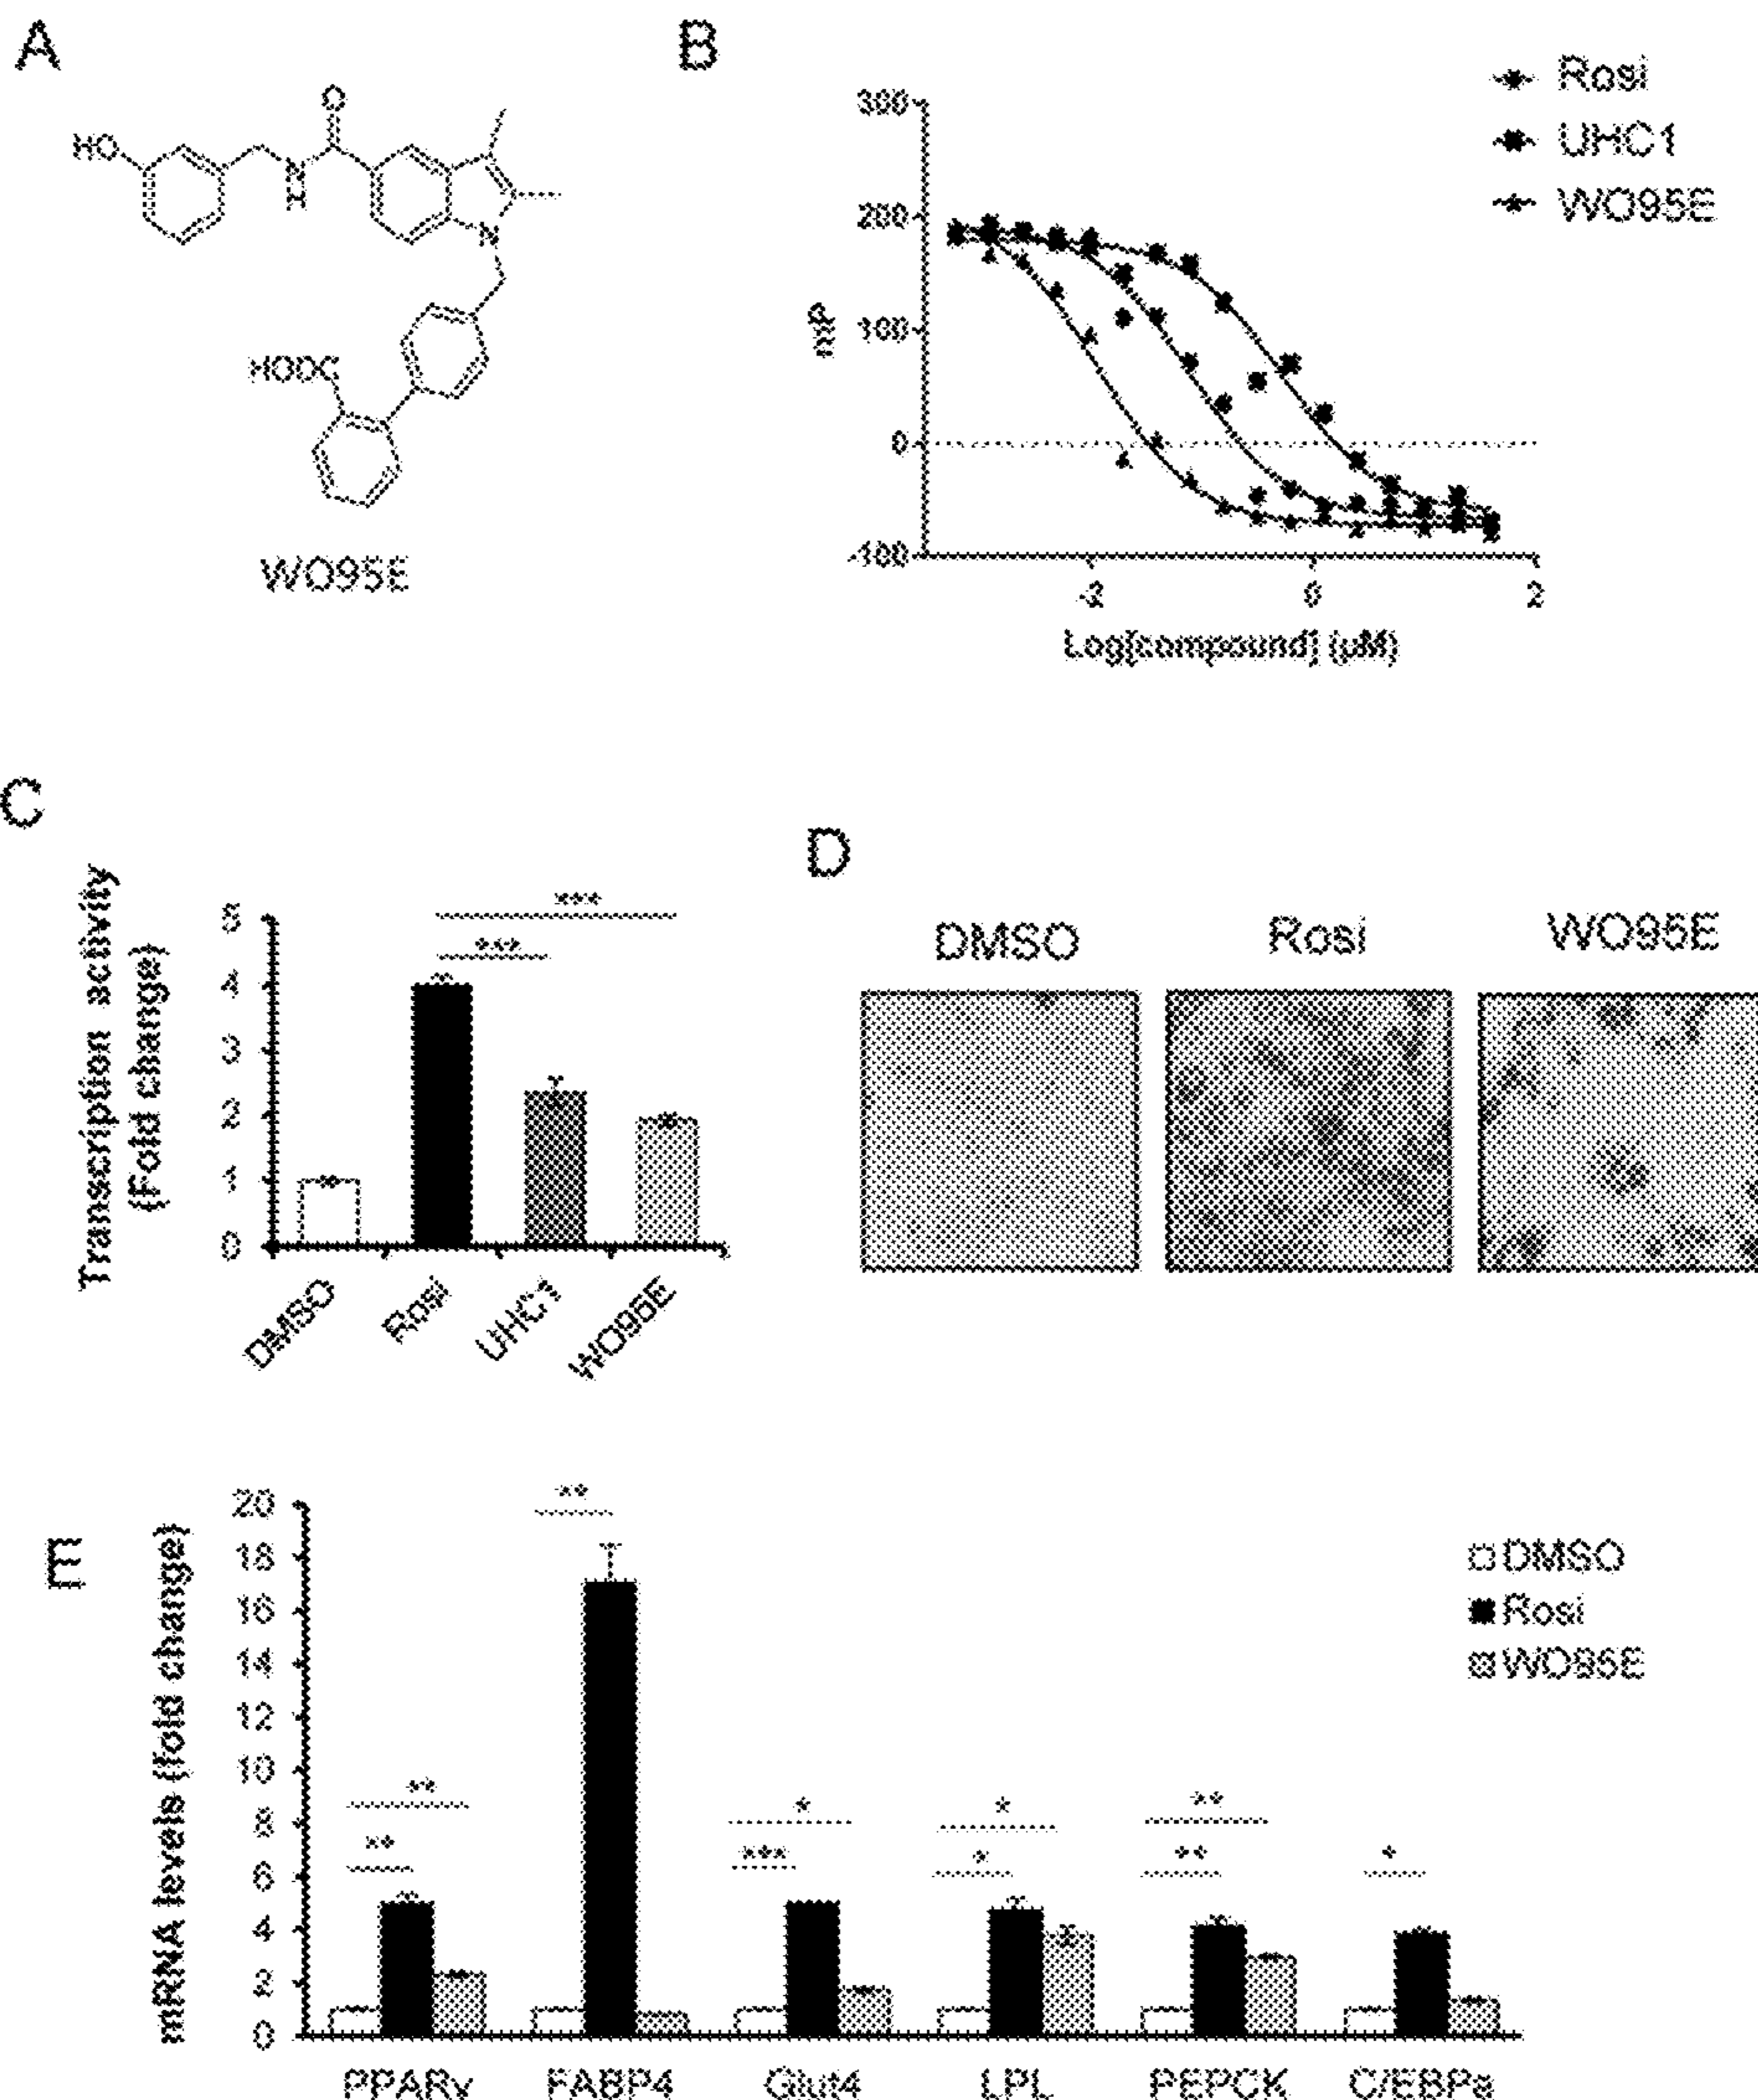 A
HO
O
N
H
N
HOOC
WO95E
B
Rosi
UHC1
WO95E
300
200
100
0
-100
mP
-2
0
2
Log[compound] (µM)
C
Transcription activity
(Fold change)
5
4
3
2
1
0
***
***
DMSO
Rosi
UHC1
WO95E
D
DMSO
Rosi
WO95E
E
mRNA levels (fold change)
20
18
16
14
12
10
8
6
4
2
0
**
**
**
*
***
*
*
**
**
*
DMSO
Rosi
WO95E
PPARγ
FABP4
Glut4
LPL
PEPCK
C/EBPa